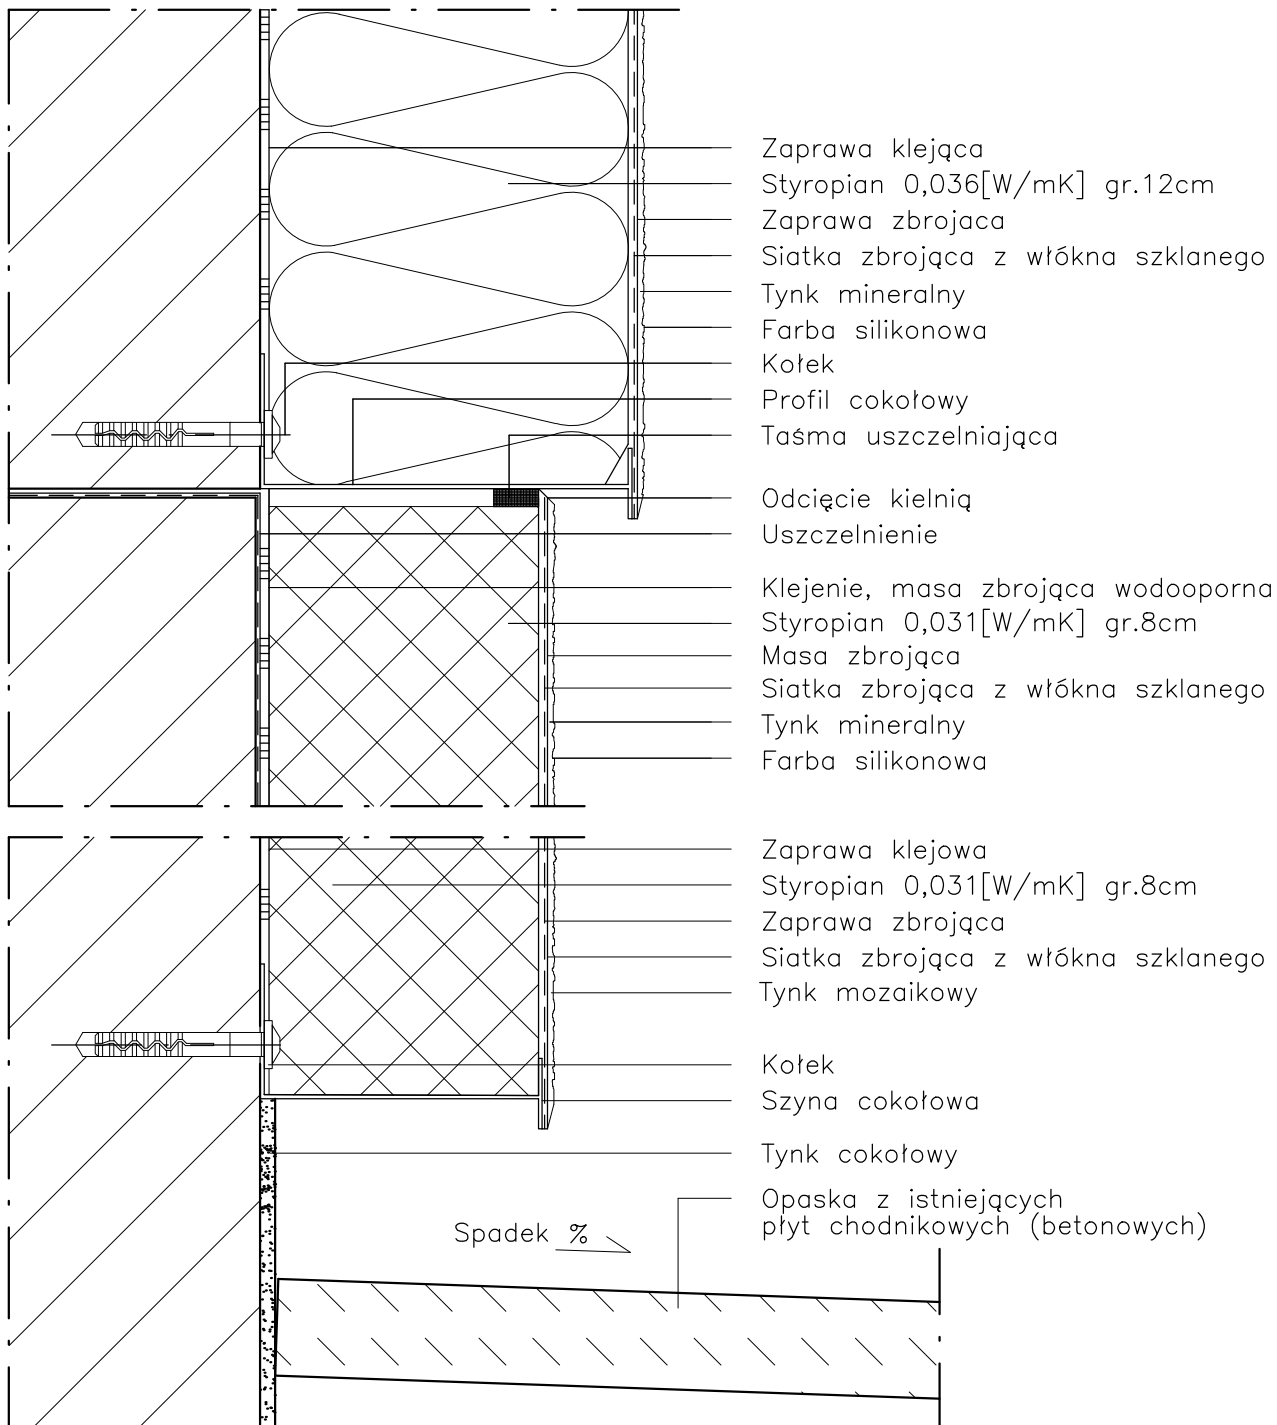 Zaprawa klejąca
Styropian 0,036[W/mK] gr.12cm
Zaprawa zbrojaca
Siatka zbrojąca z włókna szklanego
Tynk mineralny
Farba silikonowa
Kołek
Profil cokołowy
Taśma uszczelniająca
Odcięcie kielnią
Uszczelnienie
Klejenie, masa zbrojąca wodooporna
Styropian 0,031[W/mK] gr.8cm
Masa zbrojąca
Siatka zbrojąca z włókna szklanego
Tynk mineralny
Farba silikonowa
Zaprawa klejowa
Styropian 0,031[W/mK] gr.8cm
Zaprawa zbrojąca
Siatka zbrojąca z włókna szklanego
Tynk mozaikowy
Kołek
Szyna cokołowa
Tynk cokołowy
Opaska z istniejących
płyt chodnikowych (betonowych)
Spadek %